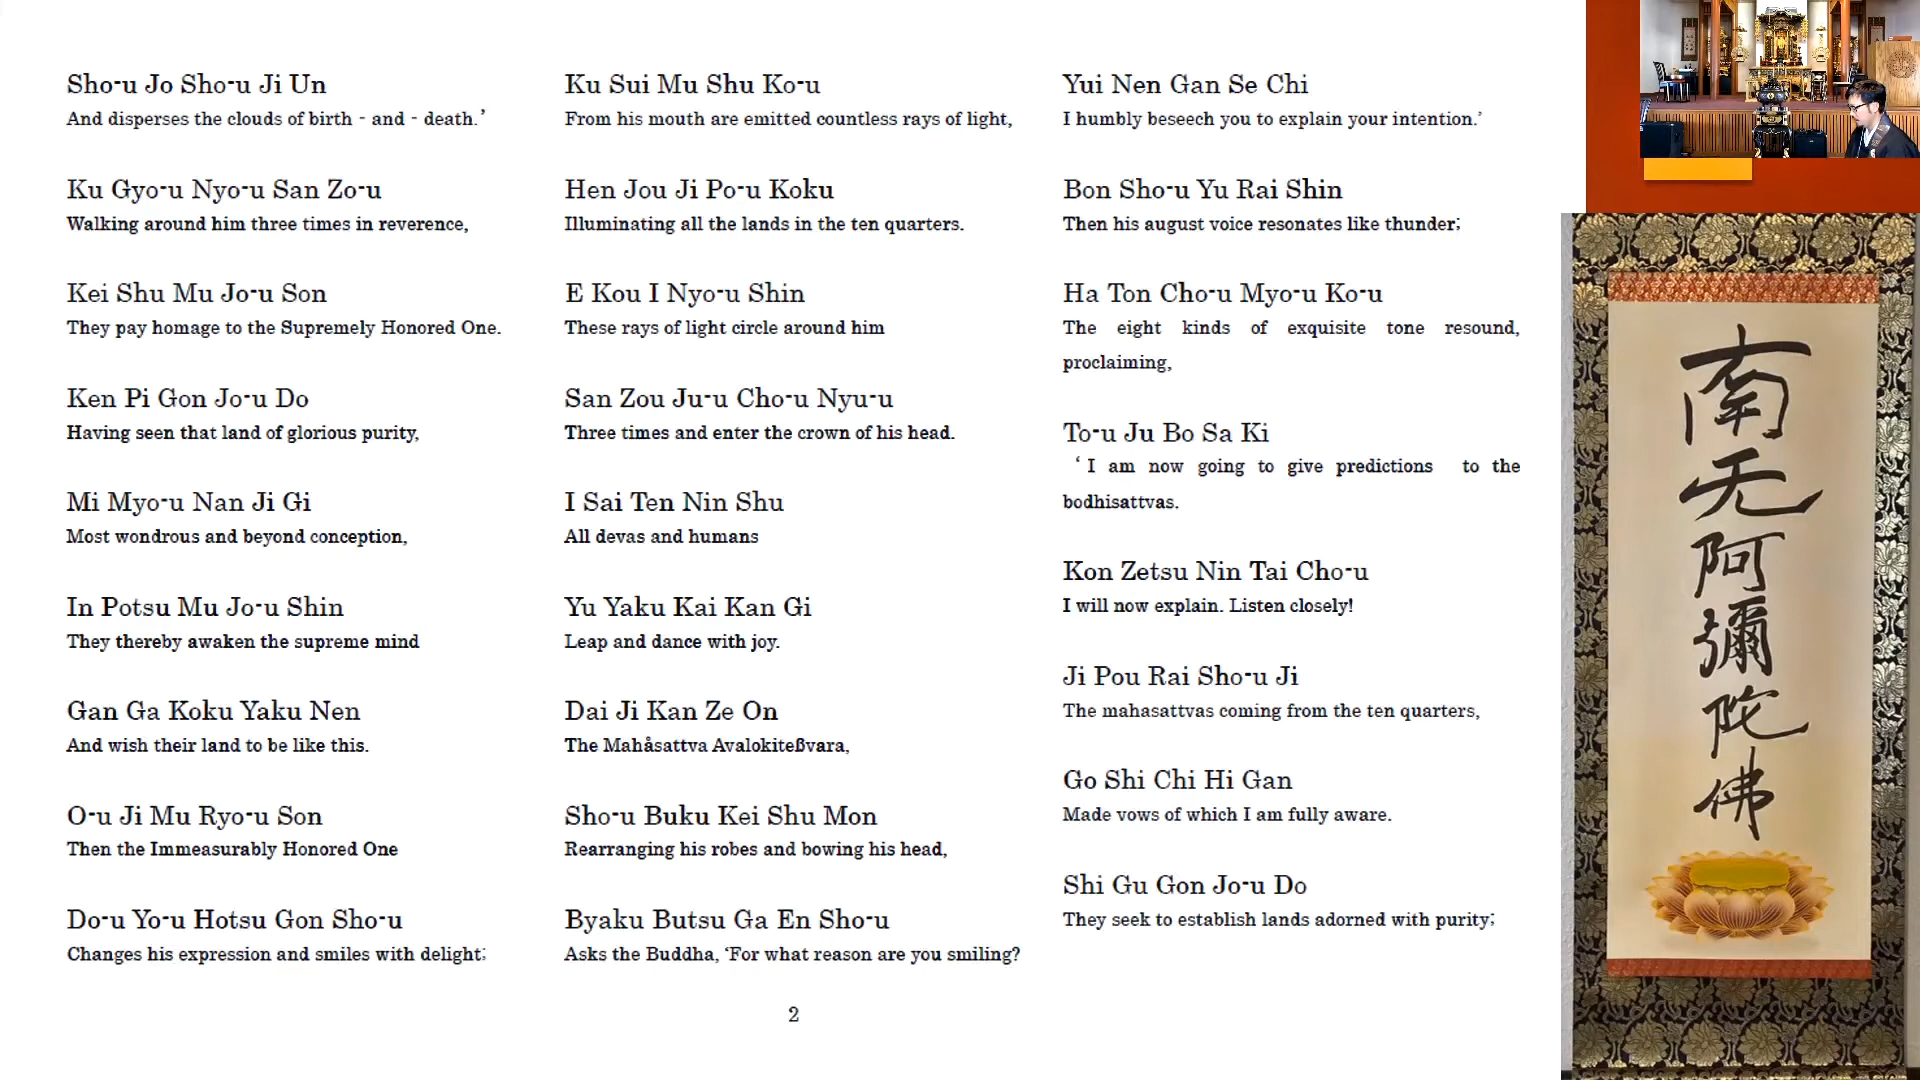 Sho-u Jo Sho-u Ji Un
And disperses the clouds of birth - and - death.’
Ku Gyo-u Nyo-u San Zo-u
Walking around him three times in reverence,
Kei Shu Mu Jo-u Son
They pay homage to the Supremely Honored One.
Ken Pi Gon Jo-u Do
Having seen that land of glorious purity,
Mi Myo-u Nan Ji Gi
Most wondrous and beyond conception,
In Potsu Mu Jo-u Shin
They thereby awaken the supreme mind
Gan Ga Koku Yaku Nen
And wish their land to be like this.
O-u Ji Mu Ryo-u Son
Then the Immeasurably Honored One
Do-u Yo-u Hotsu Gon Sho-u
Changes his expression and smiles with delight;
Ku Sui Mu Shu Ko-u
From his mouth are emitted countless rays of light,
Hen Jou Ji Po-u Koku
Illuminating all the lands in the ten quarters.
E Kou I Nyo-u Shin
These rays of light circle around him
San Zou Ju-u Cho-u Nyu-u
Three times and enter the crown of his head.
I Sai Ten Nin Shu
All devas and humans
Yu Yaku Kai Kan Gi
Leap and dance with joy.
Dai Ji Kan Ze On
The Mahåsattva Avalokiteßvara,
Sho-u Buku Kei Shu Mon
Rearranging his robes and bowing his head,
Byaku Butsu Ga En Sho-u
Asks the Buddha, ‘For what reason are you smiling?
Yui Nen Gan Se Chi
I humbly beseech you to explain your intention.’
Bon Sho-u Yu Rai Shin
Then his august voice resonates like thunder;
Ha Ton Cho-u Myo-u Ko-u
The eight kinds of exquisite tone resound,
proclaiming,
To-u Ju Bo Sa Ki
‘ I am now going to give predictions to the
bodhisattvas.
Kon Zetsu Nin Tai Cho-u
I will now explain. Listen closely!
Ji Pou Rai Sho-u Ji
The mahasattvas coming from the ten quarters,
Go Shi Chi Hi Gan
Made vows of which I am fully aware.
Shi Gu Gon Jo-u Do
They seek to establish lands adorned with purity;
2
南无阿彌陀佛